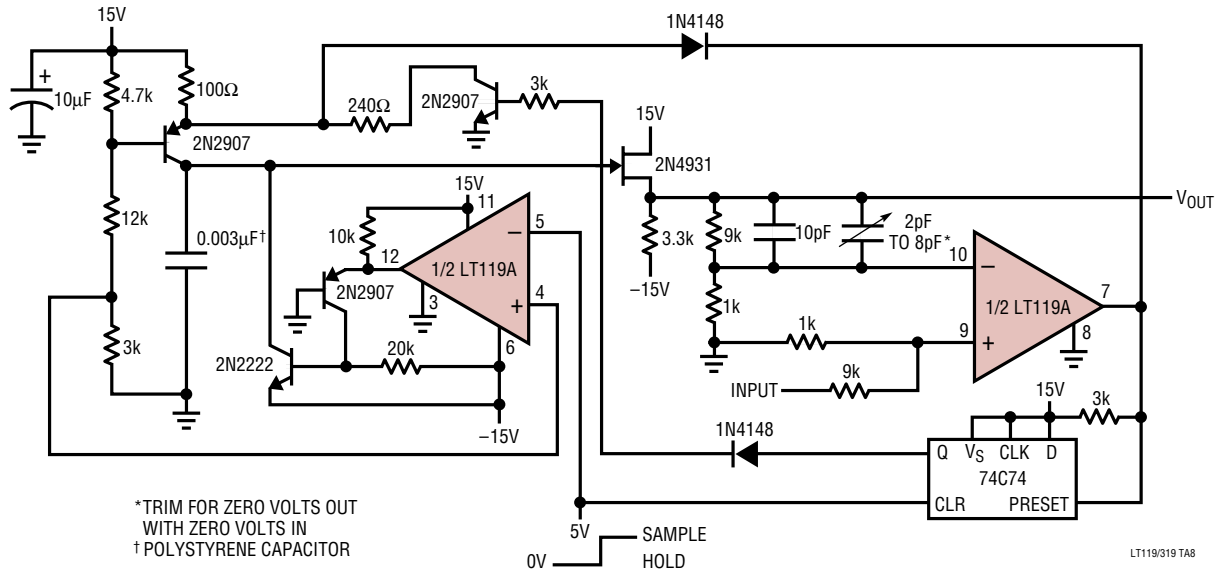 15V
1N4148
+
10µF
4.7k
100Ω
240Ω
2N2907
3k
2N2907
15V
2N4931
VOUT
15V
11
12k
0.003µF†
10k
12
5
−
1/2 LT119A
3.3k
9k
10pF
2pF
TO 8pF*
10
−
2N2907
3
+
4
−15V
1/2 LT119A
7
6
1k
1k
9
+
8
3k
2N2222
20k
9k
INPUT
15V
3k
−15V
1N4148
Q
VS
CLK
D
74C74
CLR
PRESET
*TRIM FOR ZERO VOLTS OUT
WITH ZERO VOLTS IN
† POLYSTYRENE CAPACITOR
5V
SAMPLE
0V
HOLD
LT119/319 TA8